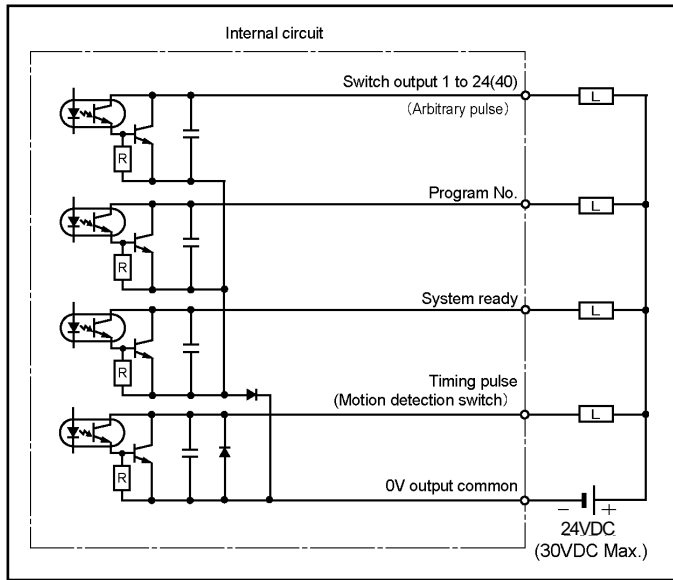 Internal circuit
Switch output 1 to 24(40)
(Arbitrary pulse)
L
R
Program No.
L
R
System ready
L
R
Timing pulse
(Motion detection switch)
L
R
0V output common
− +
24VDC
(30VDC Max.)